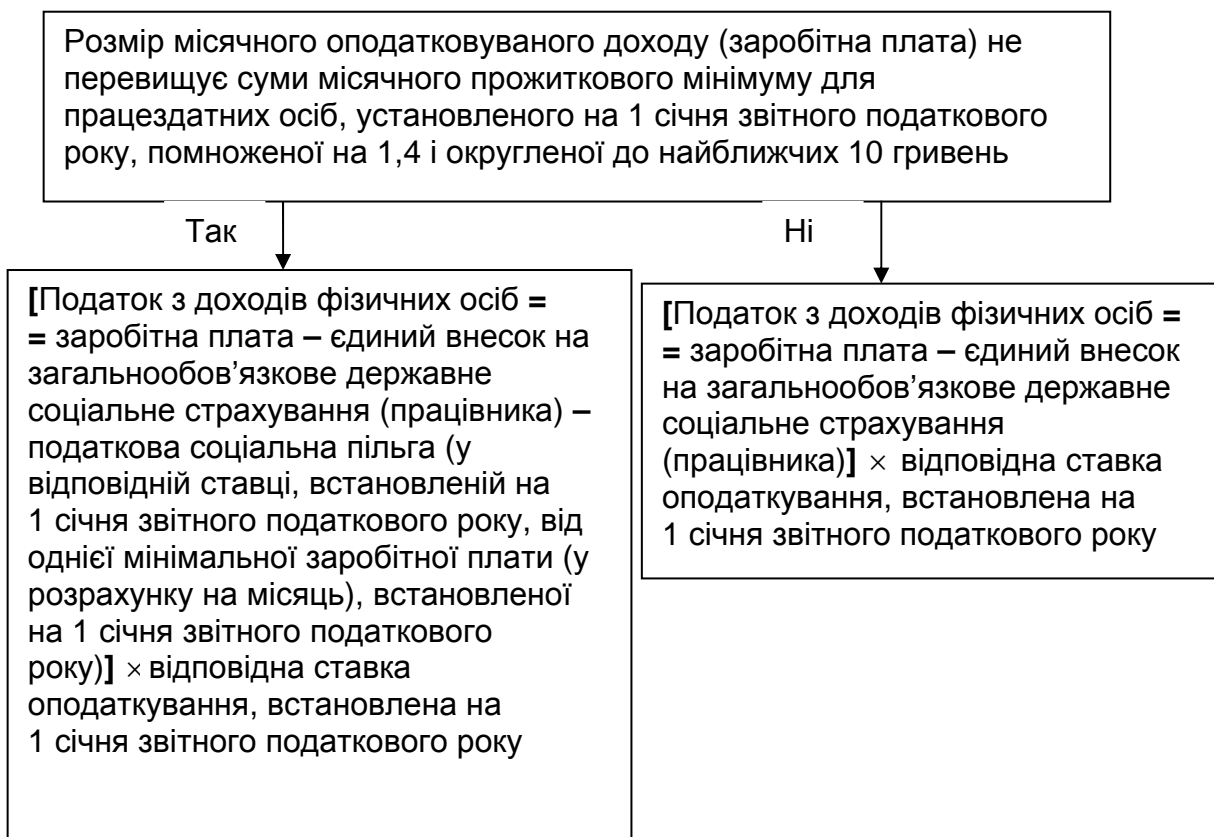 Розмір місячного оподатковуваного доходу (заробітна плата) не
перевищує суми місячного прожиткового мінімуму для
працездатних осіб, установленого на 1 січня звітного податкового
року, помноженої на 1,4 і округленої до найближчих 10 гривень
Так
Ні
[Податок з доходів фізичних осіб =
= заробітна плата – єдиний внесок на
загальнообов’язкове державне
соціальне страхування (працівника) –
податкова соціальна пільга (у
відповідній ставці, встановленій на
1 січня звітного податкового року, від
однієї мінімальної заробітної плати (у
розрахунку на місяць), встановленої
на 1 січня звітного податкового
року)] × відповідна ставка
оподаткування, встановлена на
1 січня звітного податкового року
[Податок з доходів фізичних осіб =
= заробітна плата – єдиний внесок
на загальнообов’язкове державне
соціальне страхування
(працівника)] × відповідна ставка
оподаткування, встановлена на
1 січня звітного податкового року